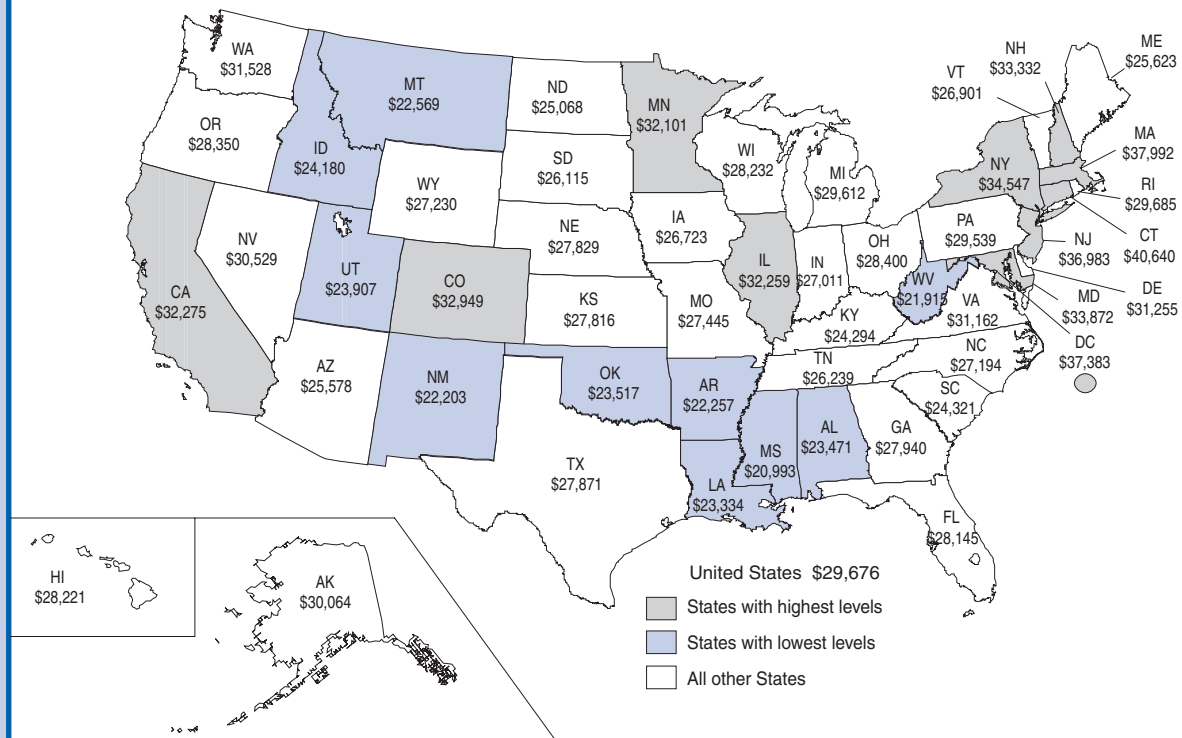 WA
$31,528
OR
$28,350
CA
$32,275
NV
$30,529
ID
$24,180
MT
$22,569
WY
$27,230
UT
$23,907
CO
$32,949
AZ
$25,578
NM
$22,203
ND
$25,068
SD
$26,115
NE
$27,829
KS
$27,816
OK
$23,517
TX
$27,871
MN
$32,101
IA
$26,723
MO
$27,445
AR
$22,257
LA
$23,334
WI
$28,232
IL
$32,259
MI
$29,612
IN
$27,011
OH
$28,400
KY
$24,294
TN
$26,239
MS
$20,993
AL
$23,471
GA
$27,940
FL
$28,145
SC
$24,321
NC
$27,194
VA
$31,162
WV
$21,915
PA
$29,539
NY
$34,547
VT
$26,901
NH
$33,332
ME
$25,623
MA
$37,992
RI
$29,685
CT
$40,640
NJ
$36,983
DE
$31,255
MD
$33,872
DC
$37,383
HI
$28,221
AK
$30,064
United States $29,676
States with highest levels
States with lowest levels
All other States